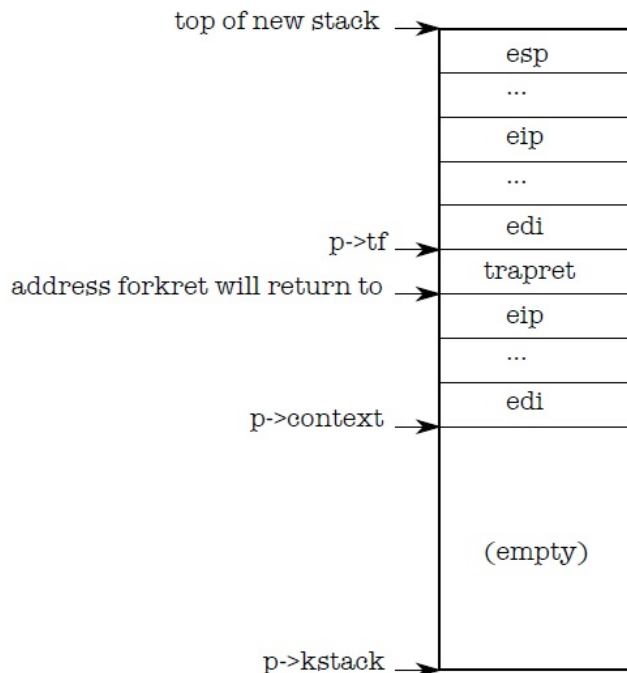 top of new stack
esp
...
eip
...
edi
p->tf
trapret
address forkret will return to
eip
...
edi
p->context
(empty)
p->kstack